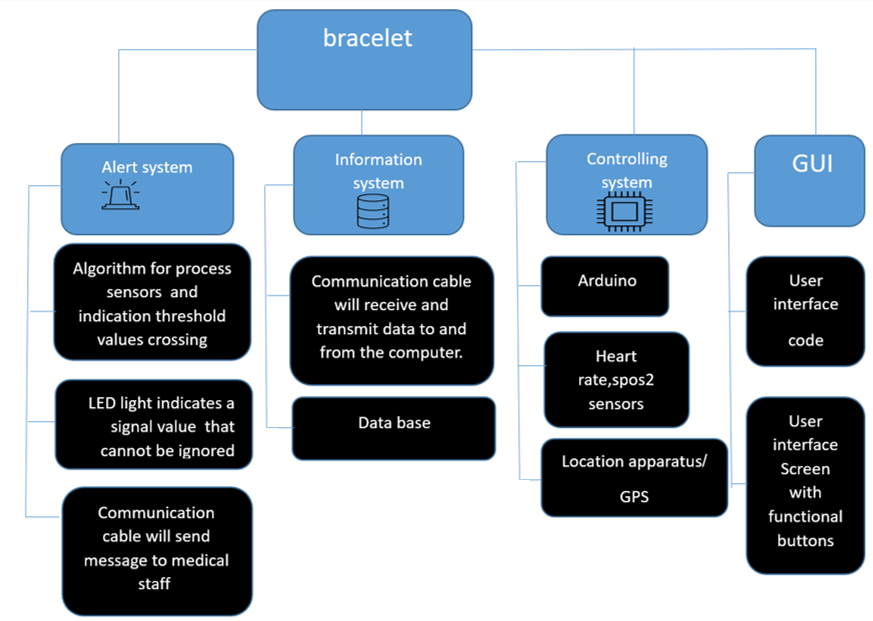 bracelet
Alert system
Algorithm for process
sensors and
indication threshold
values crossing
LED light indicates a
signal value that
cannot be ignored
Communication
cable will send
message to medical
staff
Information
system
Communication cable
will receive and
transmit data to and
from the computer.
Data base
Controlling
system
Arduino
Heart
rate,spos2
sensors
Location apparatus/
GPS
GUI
User
interface
code
User
interface
Screen
with
functional
buttons